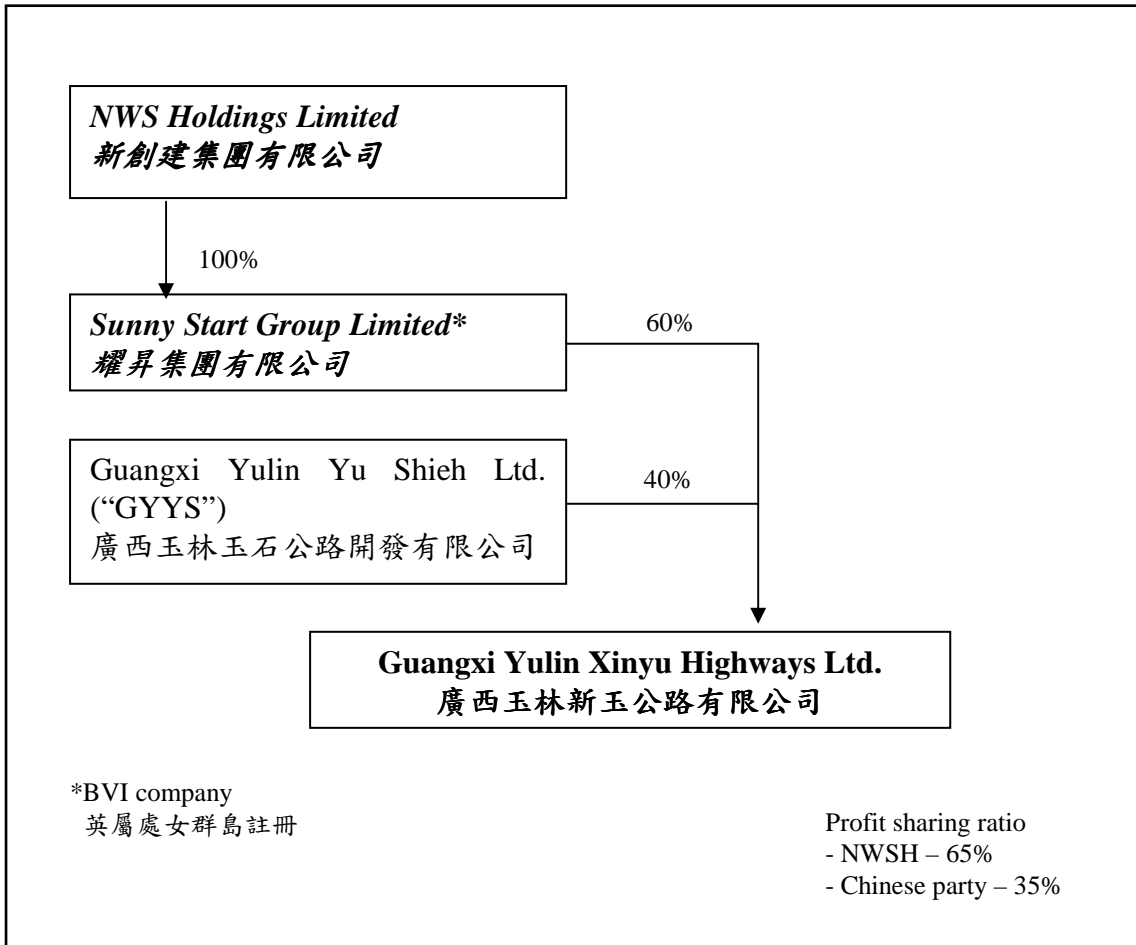 NWS Holdings Limited
新創建集團有限公司
100%
Sunny Start Group Limited*
耀昇集團有限公司
60%
Guangxi Yulin Yu Shieh Ltd.
(“GYYS”)
廣西玉林玉石公路開發有限公司
40%
Guangxi Yulin Xinyu Highways Ltd.
廣西玉林新玉公路有限公司
*BVI company
英屬處女群島註冊
Profit sharing ratio
- NWSH – 65%
- Chinese party – 35%